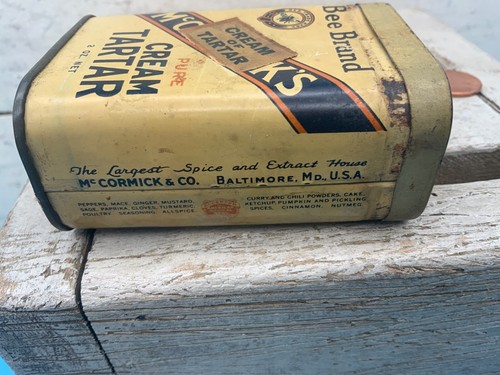 Bee Brand
McCORMICK'S
CREAM
OF
TARTAR
PURE
CREAM
TARTAR
2 OZ. NET
The Largest Spice and Extract House
McCORMICK & CO. BALTIMORE, MD., U.S.A.
PEPPERS, MACE, GINGER, MUSTARD,
SAGE, PAPRIKA, CLOVES, TURMERIC,
POULTRY SEASONING, ALLSPICE,
CURRY AND CHILI POWDERS, CAKE,
KETCHUP, PUMPKIN AND PICKLING
SPICES, CINNAMON, NUTMEG.